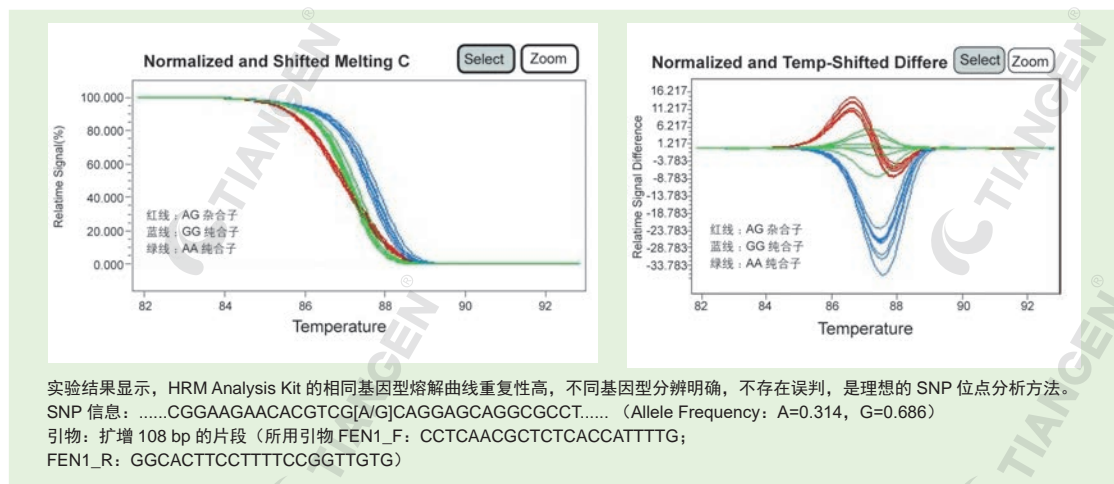 Normalized and Shifted Melting C
Select
Zoom
Relatime Signal(%)
100.000
80.000
60.000
40.000
20.000
0.000
红线：AG 杂合子
蓝线：GG 纯合子
绿线：AA 纯合子
82 84 86 88 90 92
Temperature
Normalized and Temp-Shifted Differe
Select
Zoom
Relatime Signal Difference
16.217
11.217
6.217
1.217
-3.783
-8.783
-13.783
-18.783
-23.783
-28.783
-33.783
红线：AG 杂合子
蓝线：GG 纯合子
绿线：AA 纯合子
82 84 86 88 90 92
Temperature
实验结果显示，HRM Analysis Kit 的相同基因型熔解曲线重复性高，不同基因型分辨明确，不存在误判，是理想的 SNP 位点分析方法。
SNP 信息：......CGGAAGAACACGTCG[A/G]CAGGAGCAGGCGCCT...... （Allele Frequency：A=0.314，G=0.686）
引物：扩增 108 bp 的片段（所用引物 FEN1_F：CCTCAACGCTCTCACCATTTTG；
FEN1_R：GGCACTTCCTTTTCCGGTTGTG）
TIANGEN®
TIANGEN®
TIANGEN®
TIANGEN